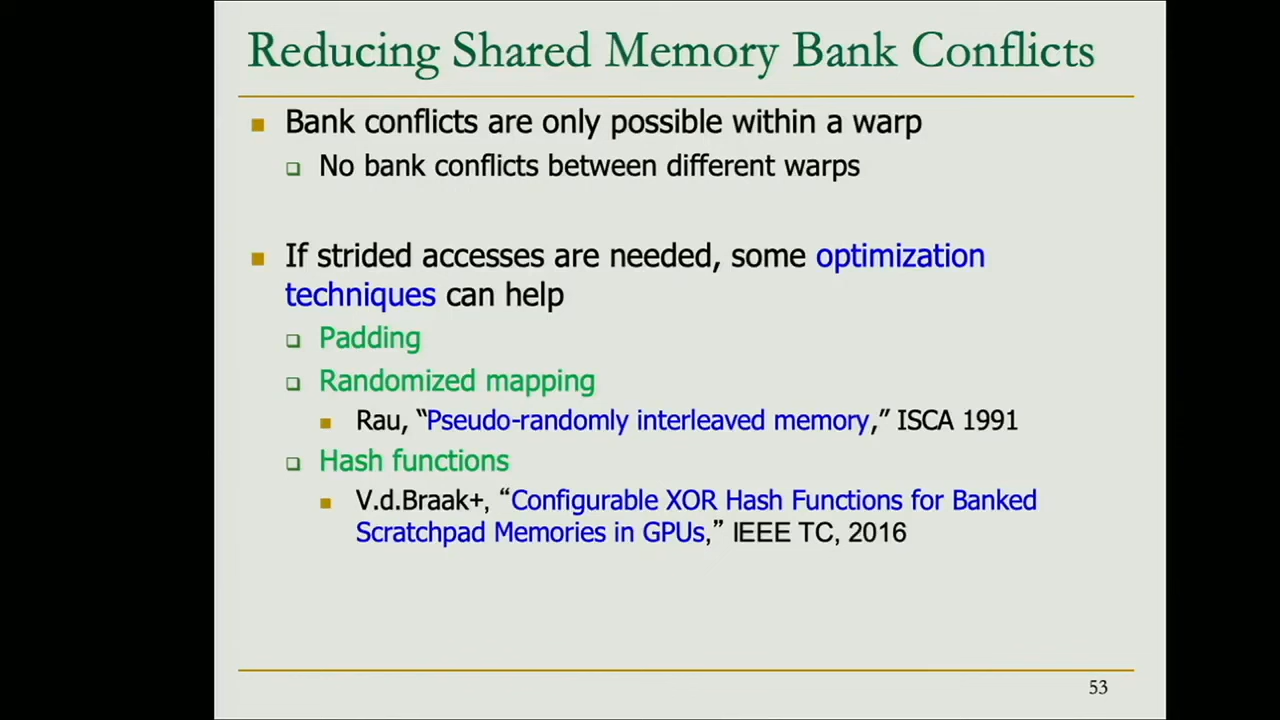 Reducing Shared Memory Bank Conflicts
Bank conflicts are only possible within a warp
No bank conflicts between different warps
If strided accesses are needed, some optimization
techniques can help
Padding
Randomized mapping
Rau, “Pseudo-randomly interleaved memory,” ISCA 1991
Hash functions
V.d.Braak+, “Configurable XOR Hash Functions for Banked
Scratchpad Memories in GPUs,” IEEE TC, 2016
53